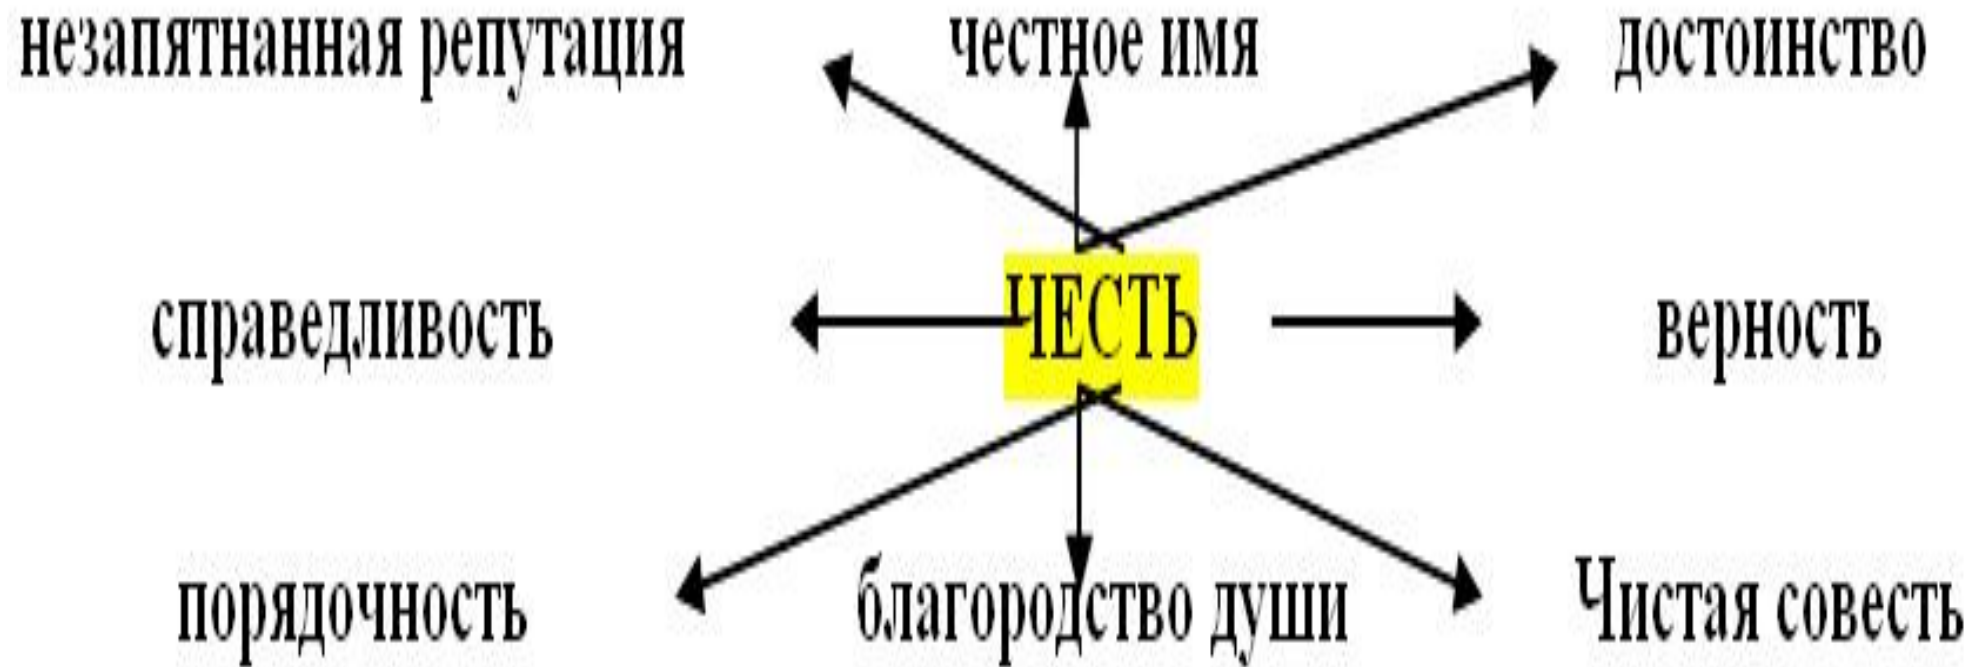 незапятнанная репутация честное имя достоинство
справедливость ЧЕСТЬ верность
порядочность благородство души Чистая совесть